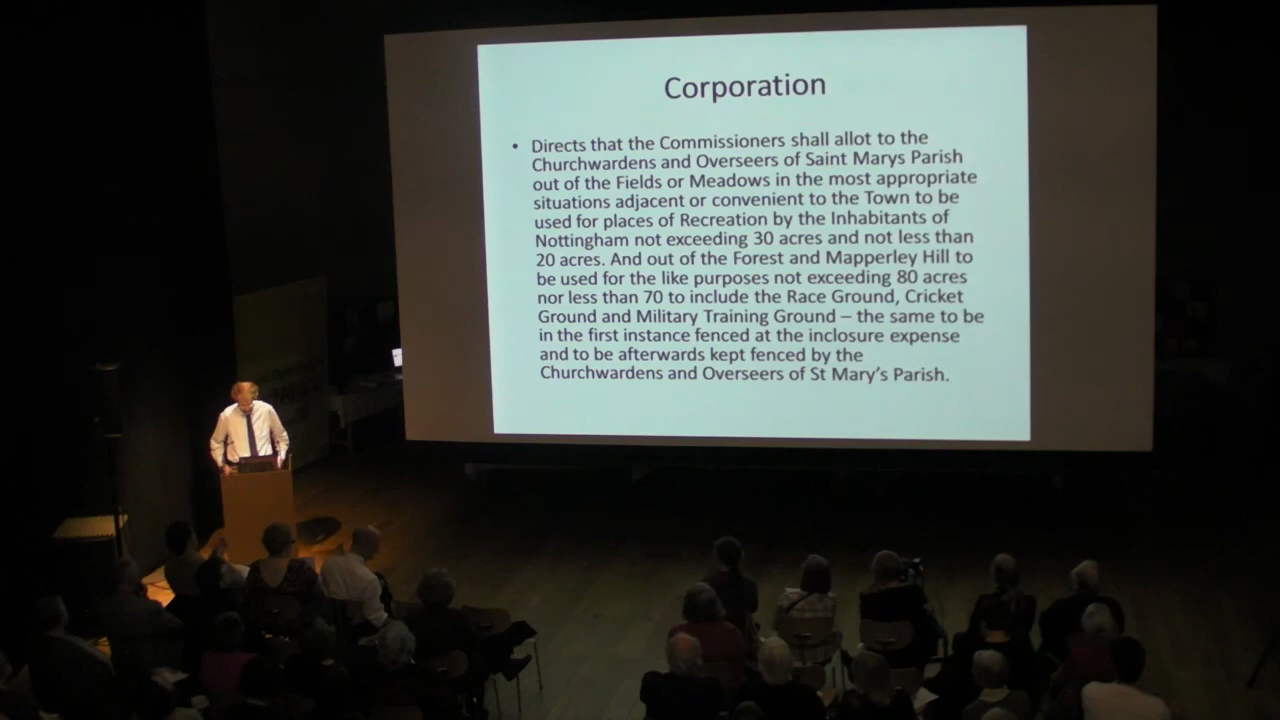 Corporation
• Directs that the Commissioners shall allot to the
Churchwardens and Overseers of Saint Marys Parish
out of the Fields or Meadows in the most appropriate
situations adjacent or convenient to the Town to be
used for places of Recreation by the Inhabitants of
Nottingham not exceeding 30 acres and not less than
20 acres. And out of the Forest and Mapperley Hill to
be used for the like purposes not exceeding 80 acres
nor less than 70 to include the Race Ground, Cricket
Ground and Military Training Ground – the same to be
in the first instance fenced at the inclosure expense
and to be afterwards kept fenced by the
Churchwardens and Overseers of St Mary’s Parish.